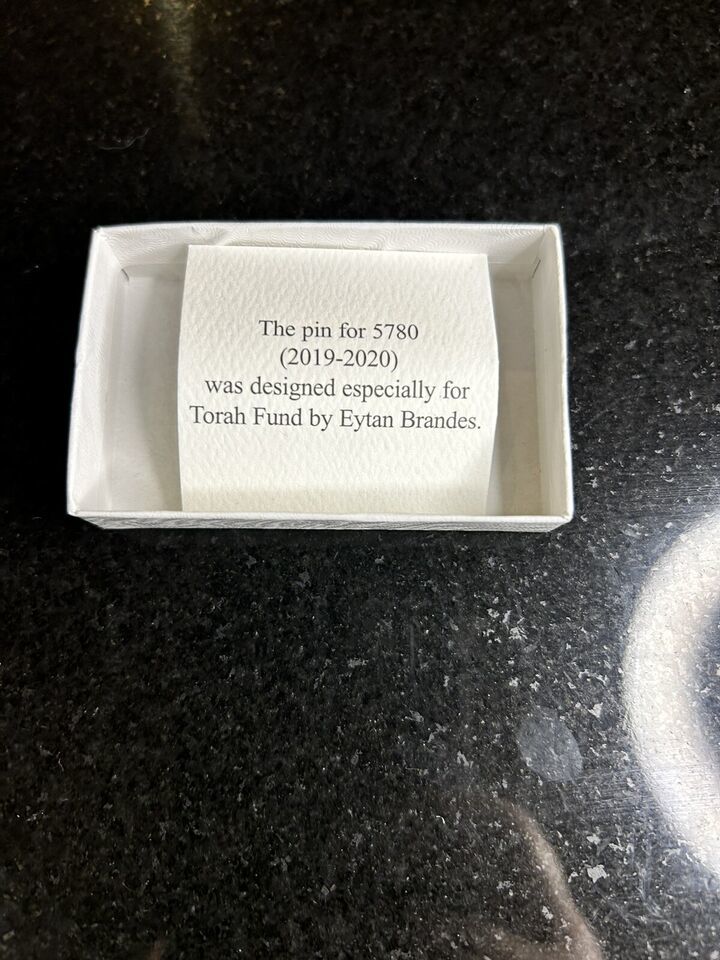 The pin for 5780
(2019-2020)
was designed especially for
Torah Fund by Eytan Brandes.